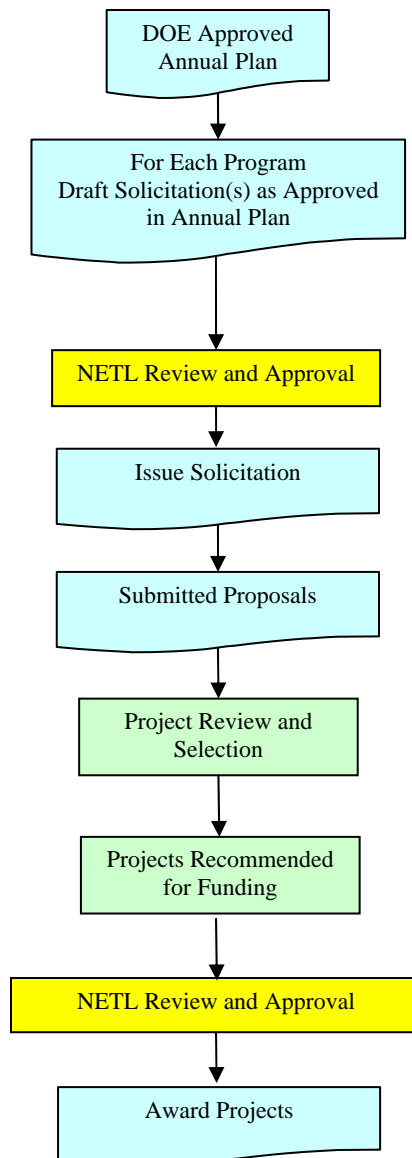 DOE Approved
Annual Plan
For Each Program
Draft Solicitation(s) as Approved
in Annual Plan
NETL Review and Approval
Issue Solicitation
Submitted Proposals
Project Review and
Selection
Projects Recommended
for Funding
NETL Review and Approval
Award Projects